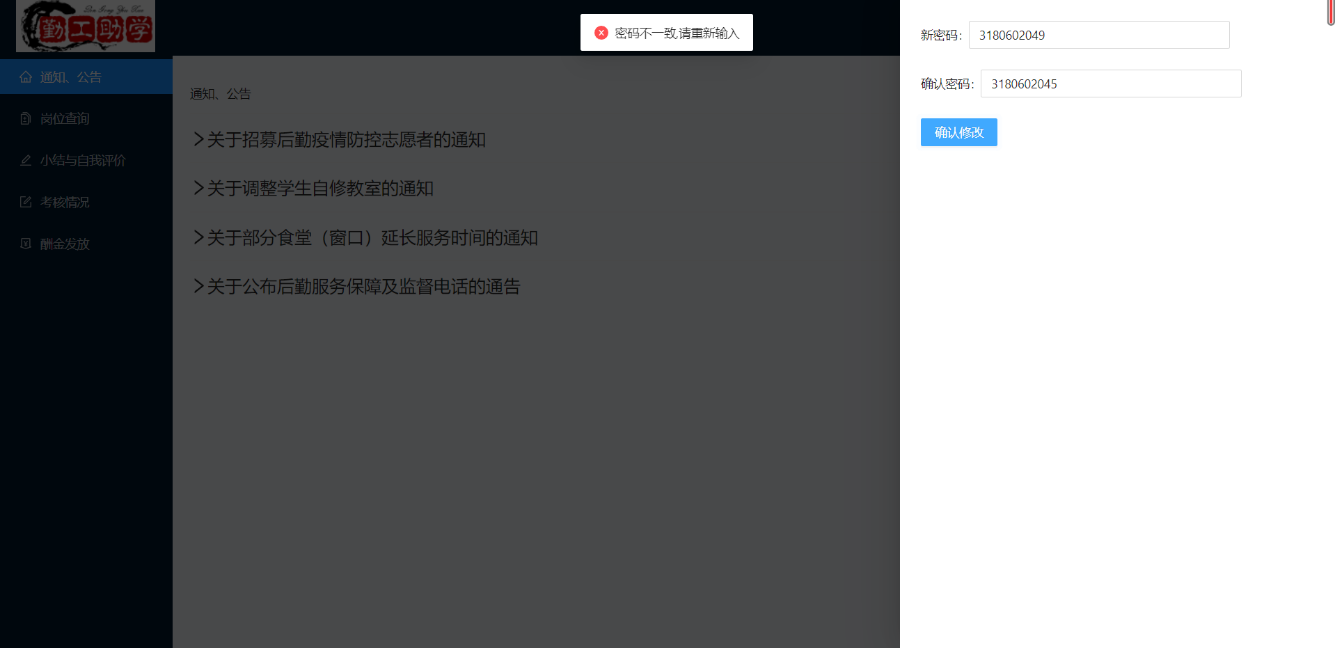 勤工助学
密码不一致,请重新输入
通知、公告
岗位查询
小结与自我评价
考核情况
酬金发放
通知、公告
关于招募后勤疫情防控志愿者的通知
关于调整学生自修教室的通知
关于部分食堂（窗口）延长服务时间的通知
关于公布后勤服务保障及监督电话的通告
新密码: 3180602049
确认密码: 3180602045
确认修改